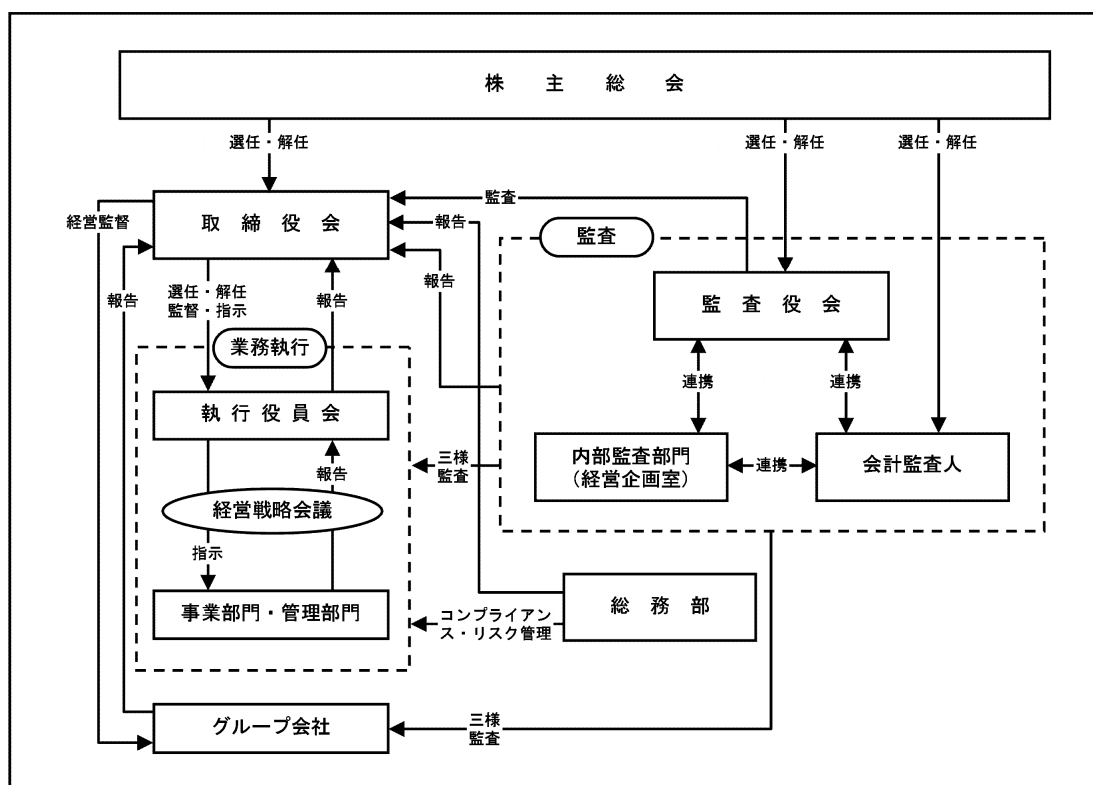 株主総会
選任・解任
選任・解任
選任・解任
取締役会
経営監督
監査
報告
監査
報告
報告
選任・解任
監督・指示
報告
監査役会
業務執行
連携
連携
執行役員会
内部監査部門
（経営企画室）
連携
会計監査人
三様
監査
報告
経営戦略会議
指示
事業部門・管理部門
コンプライアン
ス・リスク管理
総務部
グループ会社
三様
監査